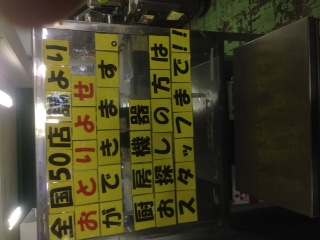 全国50店舗より
おとりよせ
ができます。
厨房機器
お探しの方は
スタッフまで!!